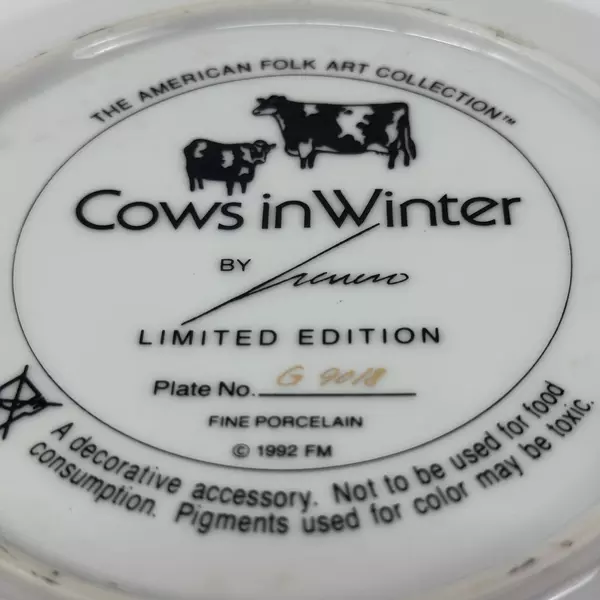 THE AMERICAN FOLK ART COLLECTION™
Cows in Winter
BY
LIMITED EDITION
Plate No. G 9018
FINE PORCELAIN
© 1992 FM
A decorative accessory. Not to be used for food
consumption. Pigments used for color may be toxic.